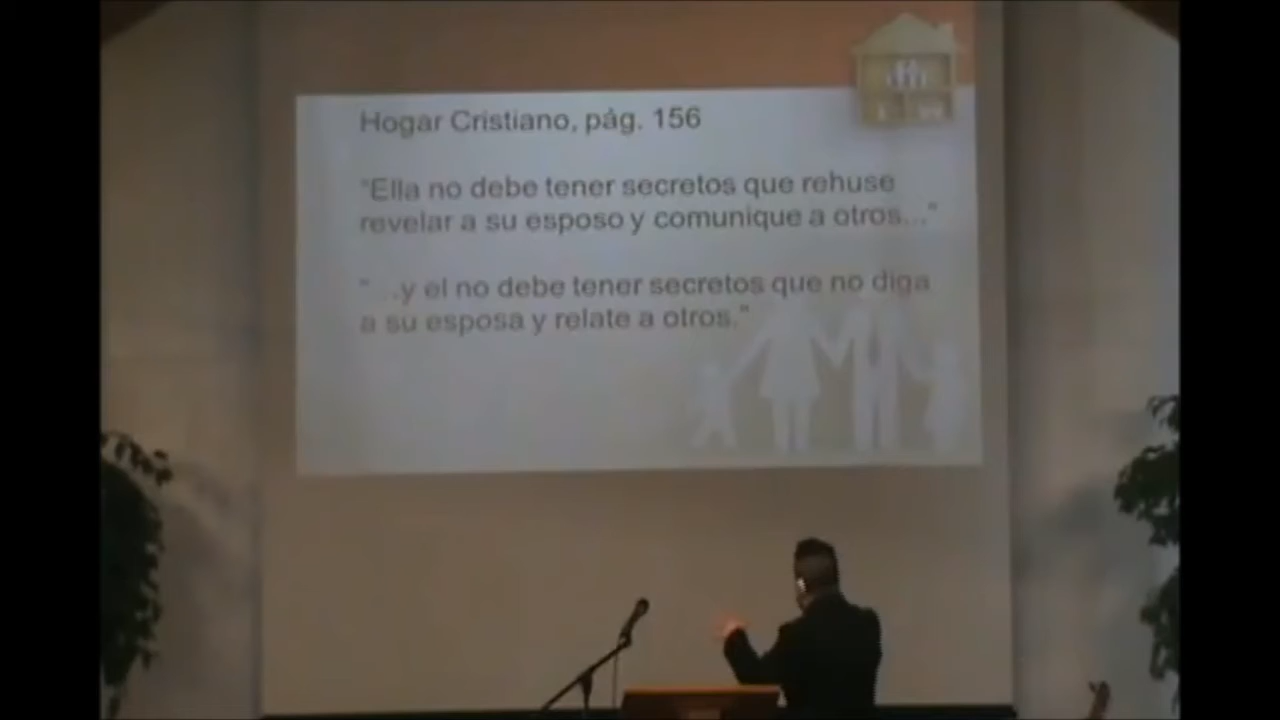 Hogar Cristiano, pág. 156
"Ella no debe tener secretos que rehuse
revelar a su esposo y comunique a otros..."
"...y el no debe tener secretos que no diga
a su esposa y relate a otros."